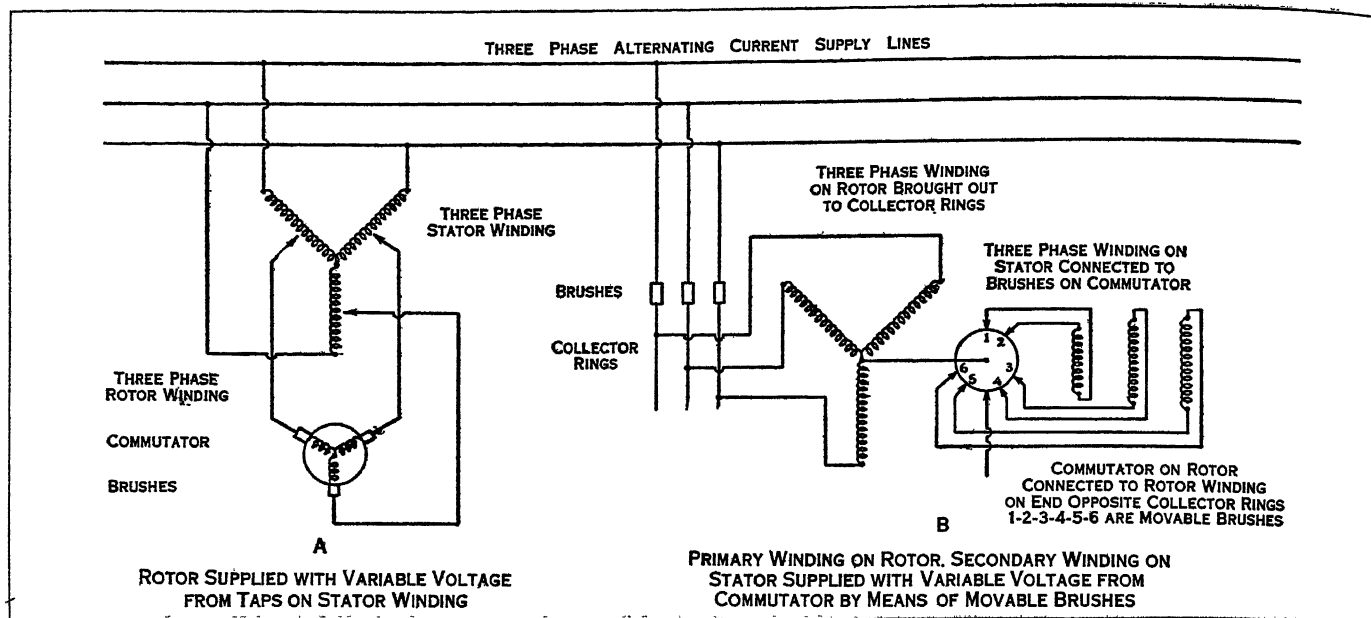 THREE PHASE ALTERNATING CURRENT SUPPLY LINES
THREE PHASE
STATOR WINDING
THREE PHASE
ROTOR WINDING
COMMUTATOR
BRUSHES
A
ROTOR SUPPLIED WITH VARIABLE VOLTAGE
FROM TAPS ON STATOR WINDING
THREE PHASE WINDING
ON ROTOR BROUGHT OUT
TO COLLECTOR RINGS
BRUSHES
COLLECTOR
RINGS
THREE PHASE WINDING ON
STATOR CONNECTED TO
BRUSHES ON COMMUTATOR
1
2
3
4
5
6
COMMUTATOR ON ROTOR
CONNECTED TO ROTOR WINDING
ON END OPPOSITE COLLECTOR RINGS
1-2-3-4-5-6 ARE MOVABLE BRUSHES
B
PRIMARY WINDING ON ROTOR. SECONDARY WINDING ON
STATOR SUPPLIED WITH VARIABLE VOLTAGE FROM
COMMUTATOR BY MEANS OF MOVABLE BRUSHES